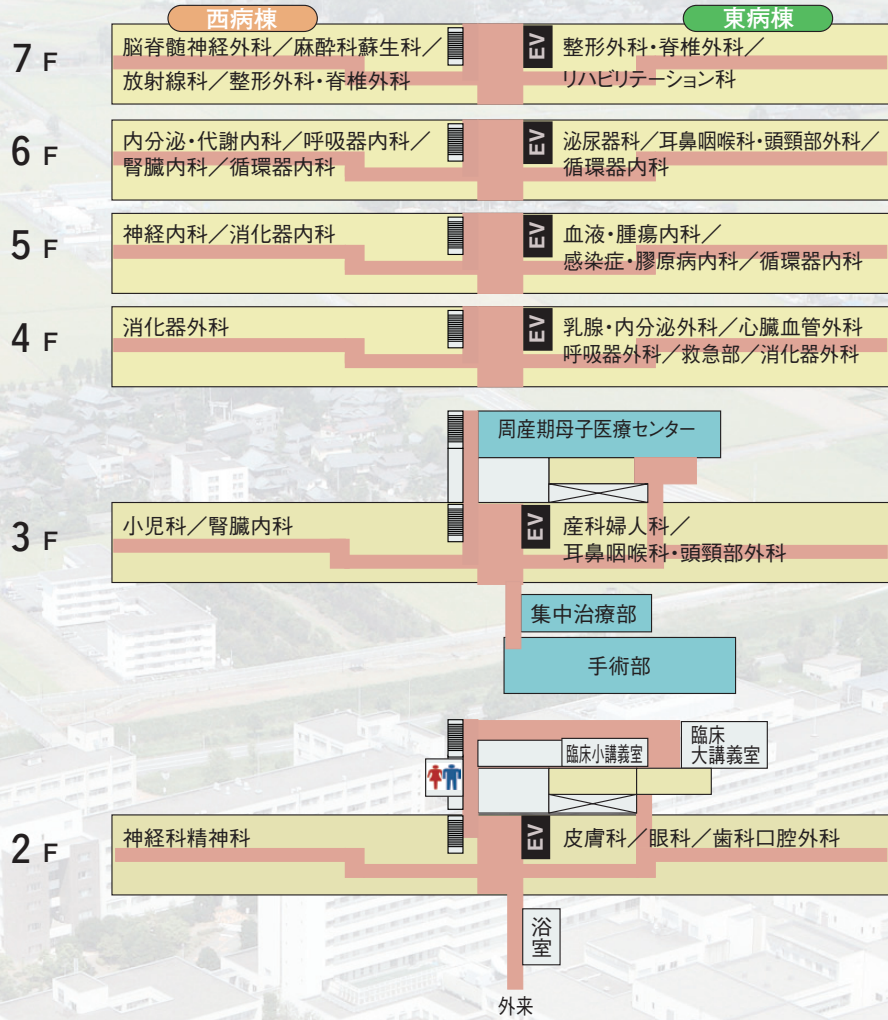 西病棟
東病棟
7 F
脳脊髄神経外科／麻酔科蘇生科／
放射線科／整形外科・脊椎外科
EV
整形外科・脊椎外科／
リハビリテーション科
6 F
内分泌・代謝内科／呼吸器内科／
腎臓内科／循環器内科
EV
泌尿器科／耳鼻咽喉科・頭頸部外科／
循環器内科
5 F
神経内科／消化器内科
EV
血液・腫瘍内科／
感染症・膠原病内科／循環器内科
4 F
消化器外科
EV
乳腺・内分泌外科／心臓血管外科
呼吸器外科／救急部／消化器外科
周産期母子医療センター
3 F
小児科／腎臓内科
EV
産科婦人科／
耳鼻咽喉科・頭頸部外科
集中治療部
手術部
臨床小講義室
臨床
大講義室
2 F
神経科精神科
EV
皮膚科／眼科／歯科口腔外科
浴室
外来